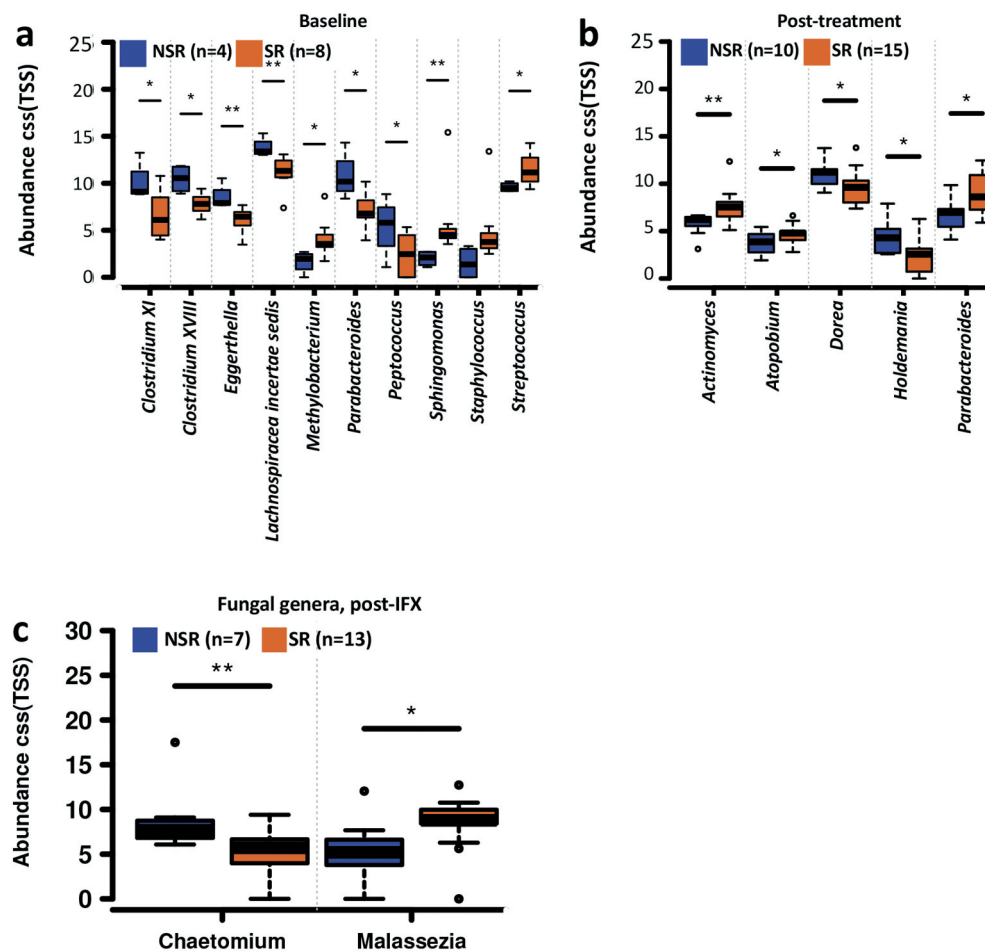 a
Baseline
NSR (n=4) SR (n=8)
Abundance css(TSS)
25
20
15
10
5
0
* * ** ** * * * ** *
Clostridium XI
Clostridium XVIII
Eggerthella
Lachnospiracea incertae sedis
Methylobacterium
Parabacteroides
Peptococcus
Sphingomonas
Staphylococcus
Streptococcus
b
Post-treatment
NSR (n=10) SR (n=15)
Abundance css(TSS)
25
20
15
10
5
0
** * * * *
Actinomyces
Atopobium
Dorea
Holdemania
Parabacteroides
c
Fungal genera, post-IFX
NSR (n=7) SR (n=13)
Abundance css(TSS)
30
25
20
15
10
5
0
** *
Chaetomium Malassezia